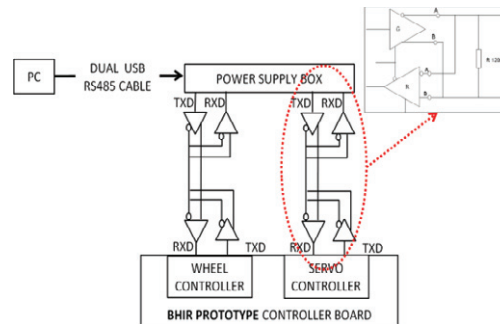 PC
DUAL USB
RS485 CABLE
POWER SUPPLY BOX
TXD RXD TXD RXD
RXD TXD RXD TXD
WHEEL
CONTROLLER
SERVO
CONTROLLER
BHIR PROTOTYPE CONTROLLER BOARD
A
G
B
A
R 120
R
B